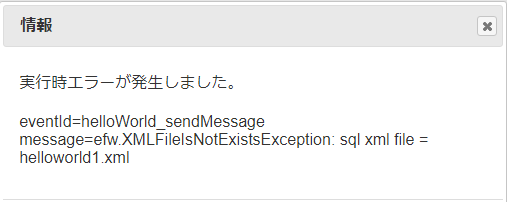 情報
実行時エラーが発生しました。
eventId=helloWorld_sendMessage
message=efw.XMLFileIsNotExistsException: sql xml file =
helloworld1.xml